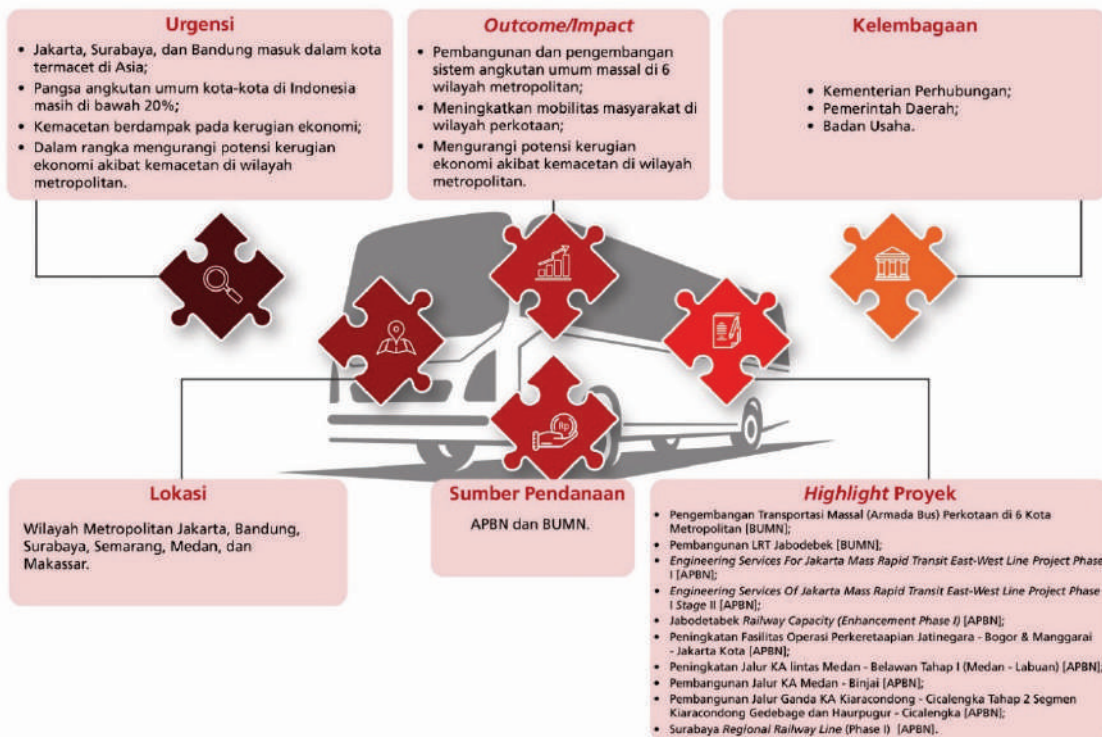 Urgensi
• Jakarta, Surabaya, dan Bandung masuk dalam kota
termacet di Asia;
• Pangsa angkutan umum kota-kota di Indonesia
masih di bawah 20%;
• Kemacetan berdampak pada kerugian ekonomi;
• Dalam rangka mengurangi potensi kerugian
ekonomi akibat kemacetan di wilayah
metropolitan.
Outcome/Impact
• Pembangunan dan pengembangan
sistem angkutan umum massal di 6
wilayah metropolitan;
• Meningkatkan mobilitas masyarakat di
wilayah perkotaan;
• Mengurangi potensi kerugian
ekonomi akibat kemacetan di wilayah
metropolitan.
Kelembagaan
• Kementerian Perhubungan;
• Pemerintah Daerah;
• Badan Usaha.
Rp
Lokasi
Wilayah Metropolitan Jakarta, Bandung,
Surabaya, Semarang, Medan, dan
Makassar.
Sumber Pendanaan
APBN dan BUMN.
Highlight Proyek
• Pengembangan Transportasi Massal (Armada Bus) Perkotaan di 6 Kota
Metropolitan [BUMN];
• Pembangunan LRT Jabodebek [BUMN];
• Engineering Services For Jakarta Mass Rapid Transit East-West Line Project Phase
I [APBN];
• Engineering Services Of Jakarta Mass Rapid Transit East-West Line Project Phase
I Stage II [APBN];
• Jabodetabek Railway Capacity (Enhancement Phase I) [APBN];
• Peningkatan Fasilitas Operasi Perkeretaapian Jatinegara - Bogor & Manggarai
- Jakarta Kota [APBN];
• Peningkatan Jalur KA lintas Medan - Belawan Tahap I (Medan - Labuan) [APBN];
• Pembangunan Jalur KA Medan - Binjai [APBN];
• Pembangunan Jalur Ganda KA Kiaracondong - Cicalengka Tahap 2 Segmen
Kiaracondong Gedebage dan Haurpugur - Cicalengka [APBN];
• Surabaya Regional Railway Line (Phase I) [APBN].